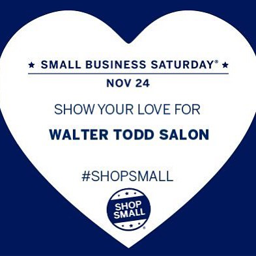 ★ SMALL BUSINESS SATURDAY® ★
NOV 24
SHOW YOUR LOVE FOR
WALTER TODD SALON
#SHOPSMALL
SHOP
SMALL